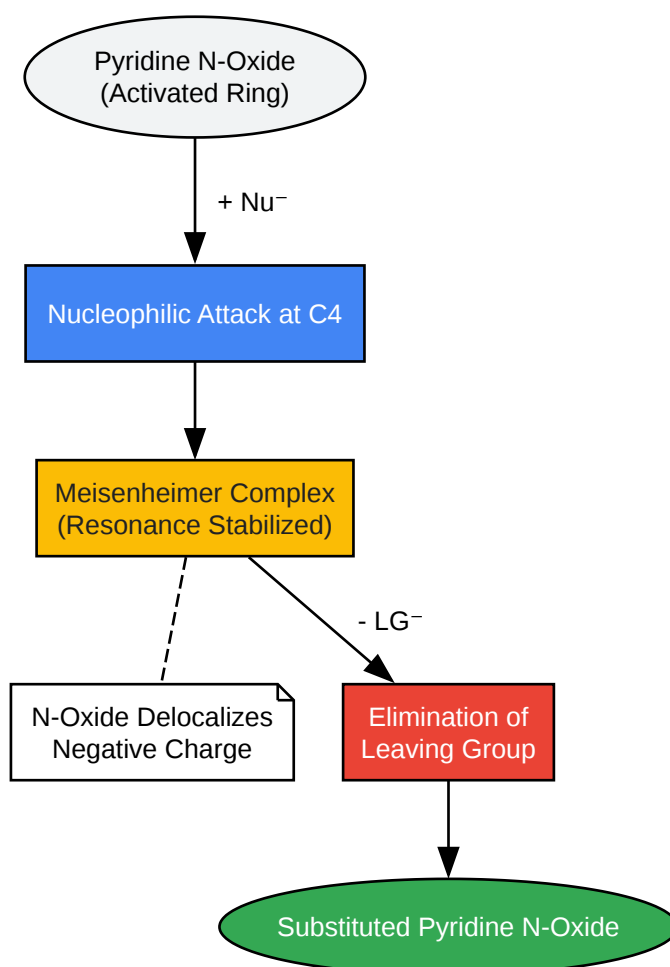 Pyridine N-Oxide
(Activated Ring)
+ Nu⁻
Nucleophilic Attack at C4
Meisenheimer Complex
(Resonance Stabilized)
- LG⁻
N-Oxide Delocalizes
Negative Charge
Elimination of
Leaving Group
Substituted Pyridine N-Oxide